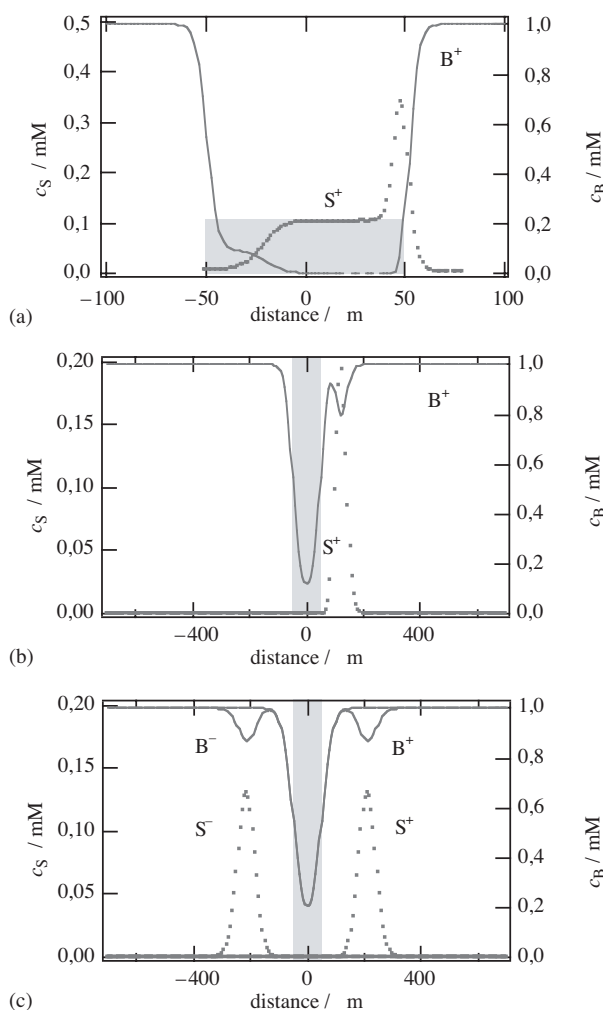 0,5 1,0
B⁺
0,4 0,8
0,3 0,6
c_S / mM c_B / mM
0,2 S⁺ 0,4
0,1 0,2
0,0 0,0
−100 −50 0 50 100
(a) distance / m
0,20 1,0
B⁺
0,15 0,8
0,6
c_S / mM c_B / mM
0,10
0,4
0,05 S⁺
0,2
0,00 0,0
−400 0 400
(b) distance / m
0,20 1,0
B⁻ B⁺
0,15 0,8
S⁻ S⁺
0,6
c_S / mM c_B / mM
0,10
0,4
0,05
0,2
0,00 0,0
−400 0 400
(c) distance / m